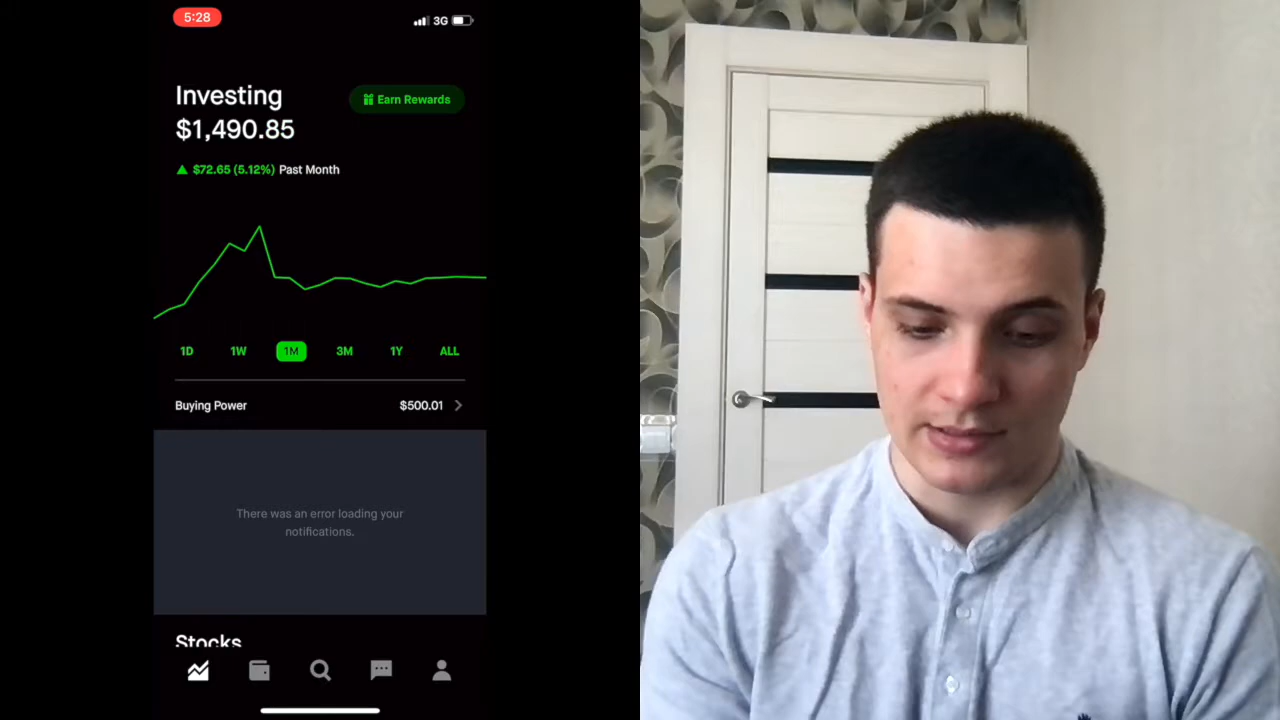 5:28
3G
Investing
$1,490.85
Earn Rewards
$72.65 (5.12%) Past Month
1D 1W 1M 3M 1Y ALL
Buying Power $500.01
There was an error loading your
notifications.
Stocks